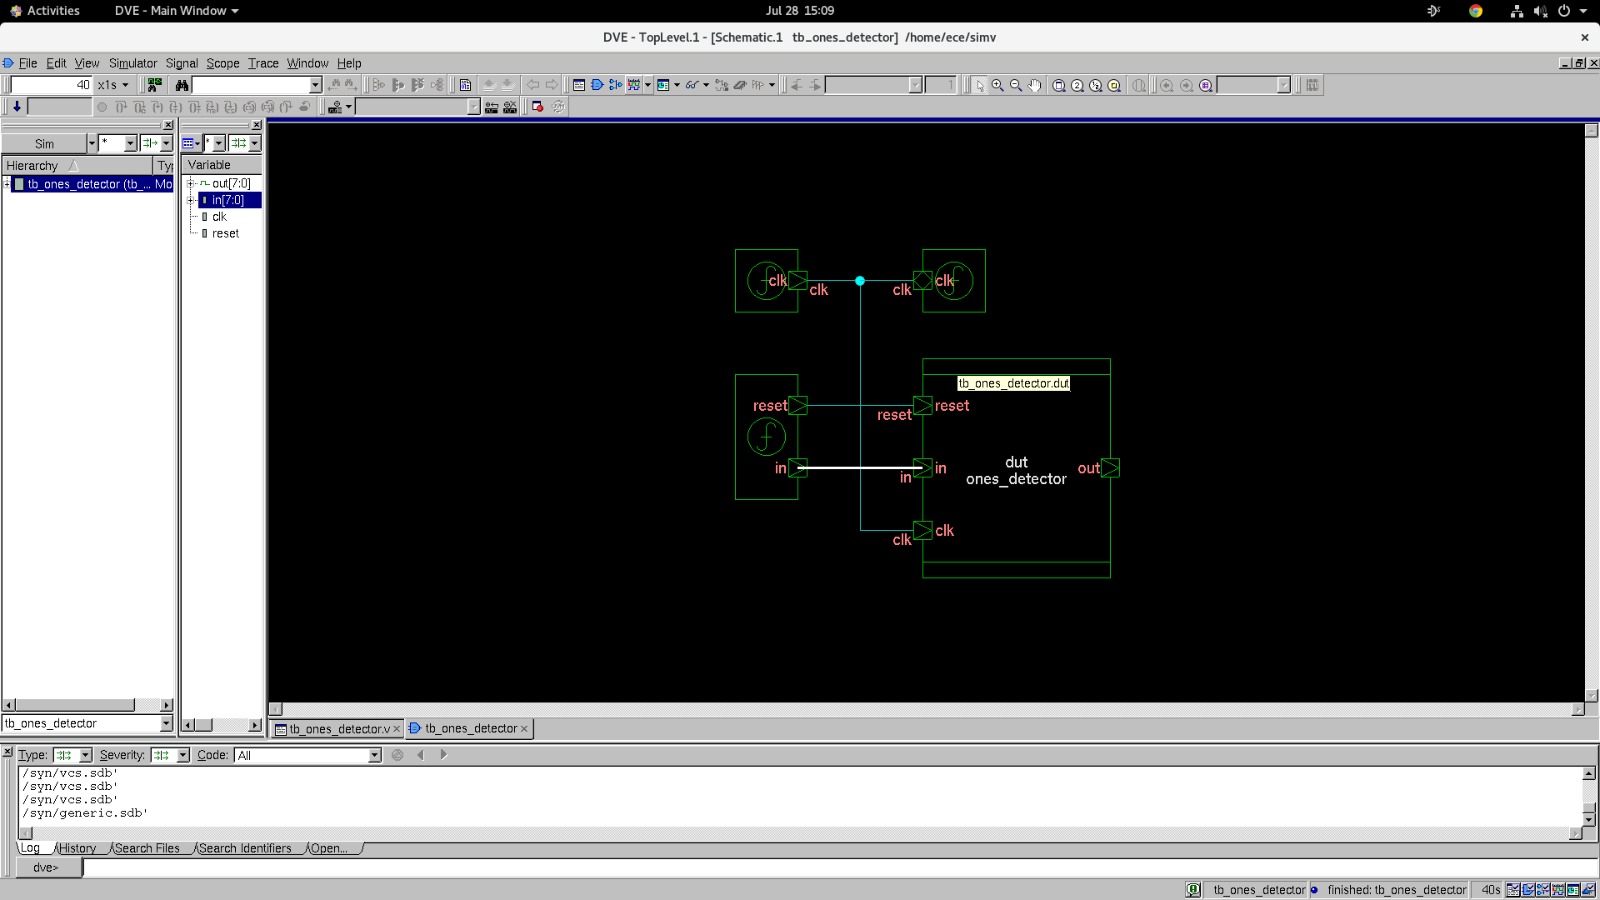 Activities DVE - Main Window Jul 28 15:09
DVE - TopLevel.1 - [Schematic.1 tb_ones_detector] /home/ece/simv
File Edit View Simulator Signal Scope Trace Window Help
40 x1s 1
Sim * *
Hierarchy Typ Variable
tb_ones_detector (tb_... Mo
out[7:0]
in[7:0]
clk
reset
clk clk
clk clk
tb_ones_detector.dut
reset reset
reset
in in dut out
in ones_detector
clk
clk
tb_ones_detector
tb_ones_detector.v tb_ones_detector
Type: Severity: Code: All
/syn/vcs.sdb'
/syn/vcs.sdb'
/syn/vcs.sdb'
/syn/generic.sdb'
Log History Search Files Search Identifiers Open...
dve>
tb_ones_detector finished: tb_ones_detector 40s